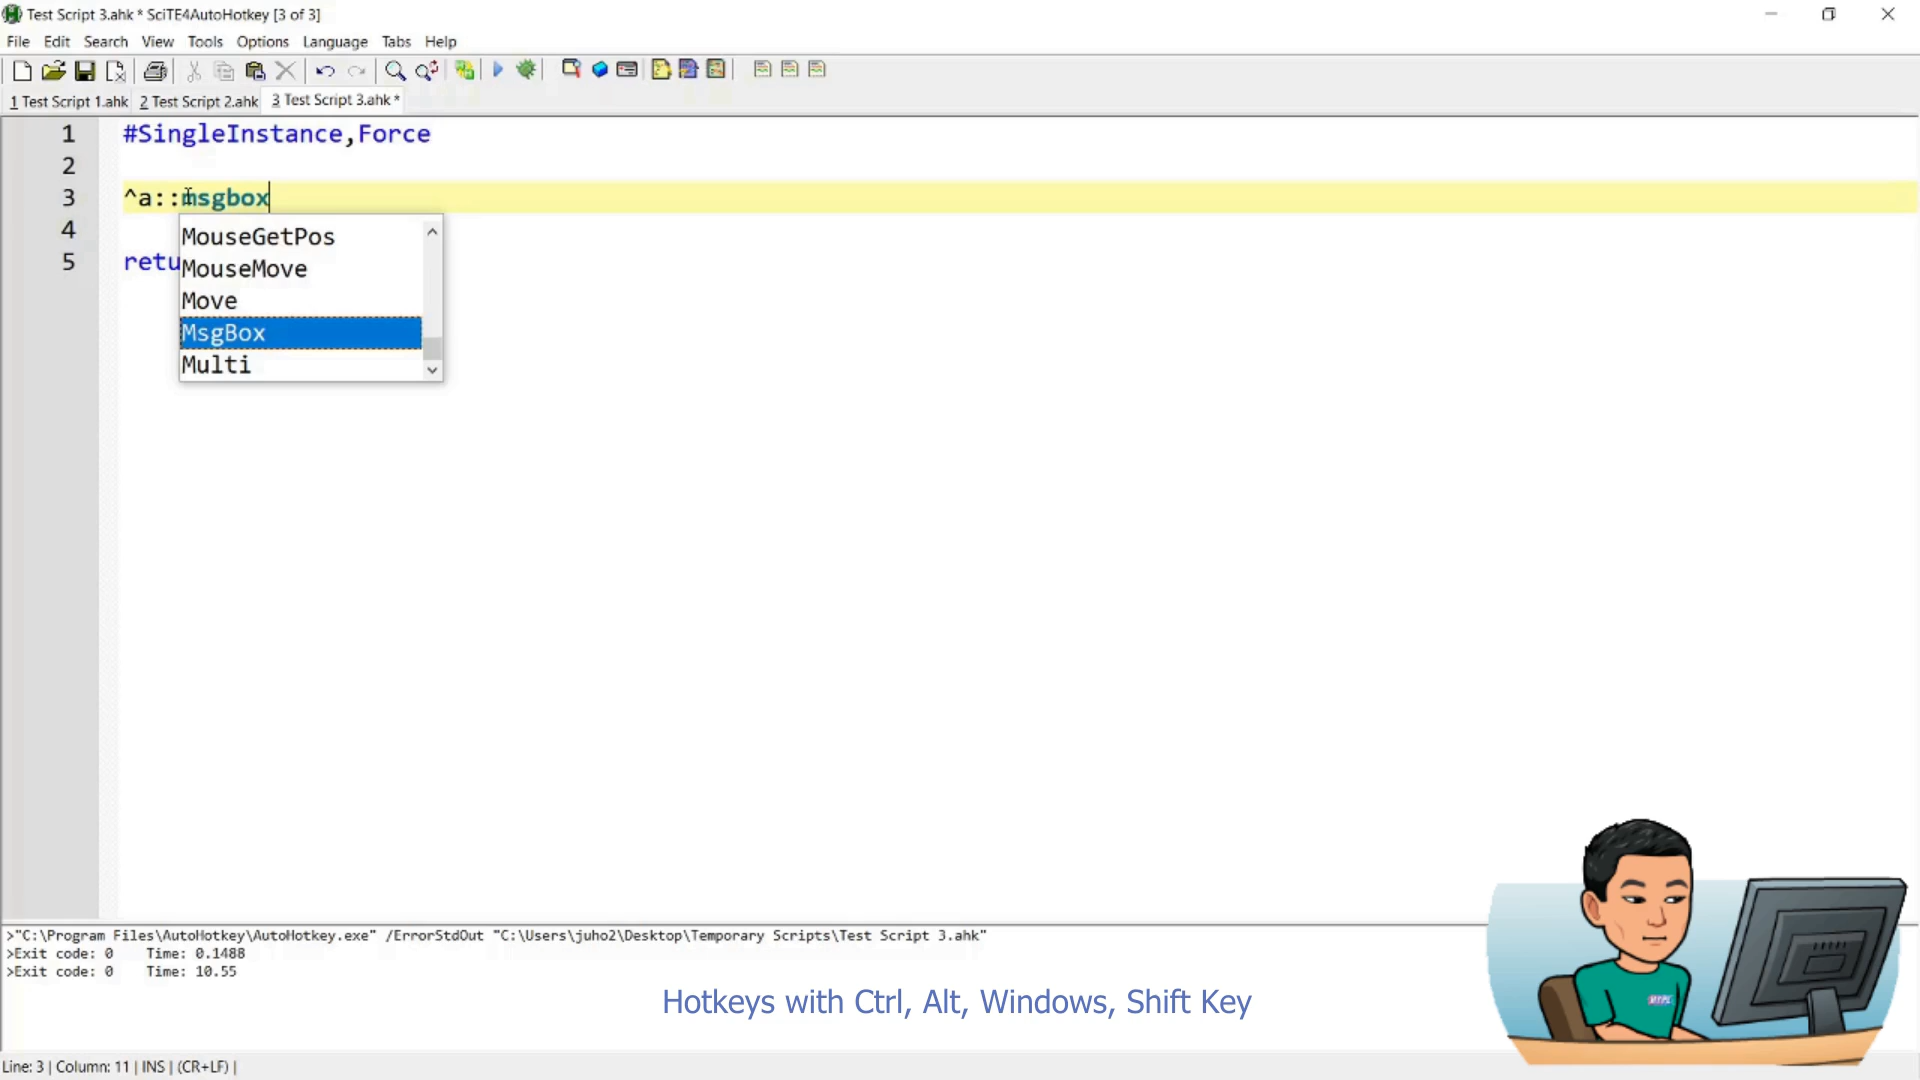 Test Script 3.ahk * SciTE4AutoHotkey [3 of 3]
File Edit Search View Tools Options Language Tabs Help
1 Test Script 1.ahk 2 Test Script 2.ahk 3 Test Script 3.ahk *
1 #SingleInstance,Force
2
3 ^a::msgbox
4
5 retu
MouseGetPos
MouseMove
Move
MsgBox
Multi
>"C:\Program Files\AutoHotkey\AutoHotkey.exe" /ErrorStdOut "C:\Users\juho2\Desktop\Temporary Scripts\Test Script 3.ahk"
>Exit code: 0 Time: 0.1488
>Exit code: 0 Time: 10.55
Hotkeys with Ctrl, Alt, Windows, Shift Key
Line: 3 | Column: 11 | INS | (CR+LF) |